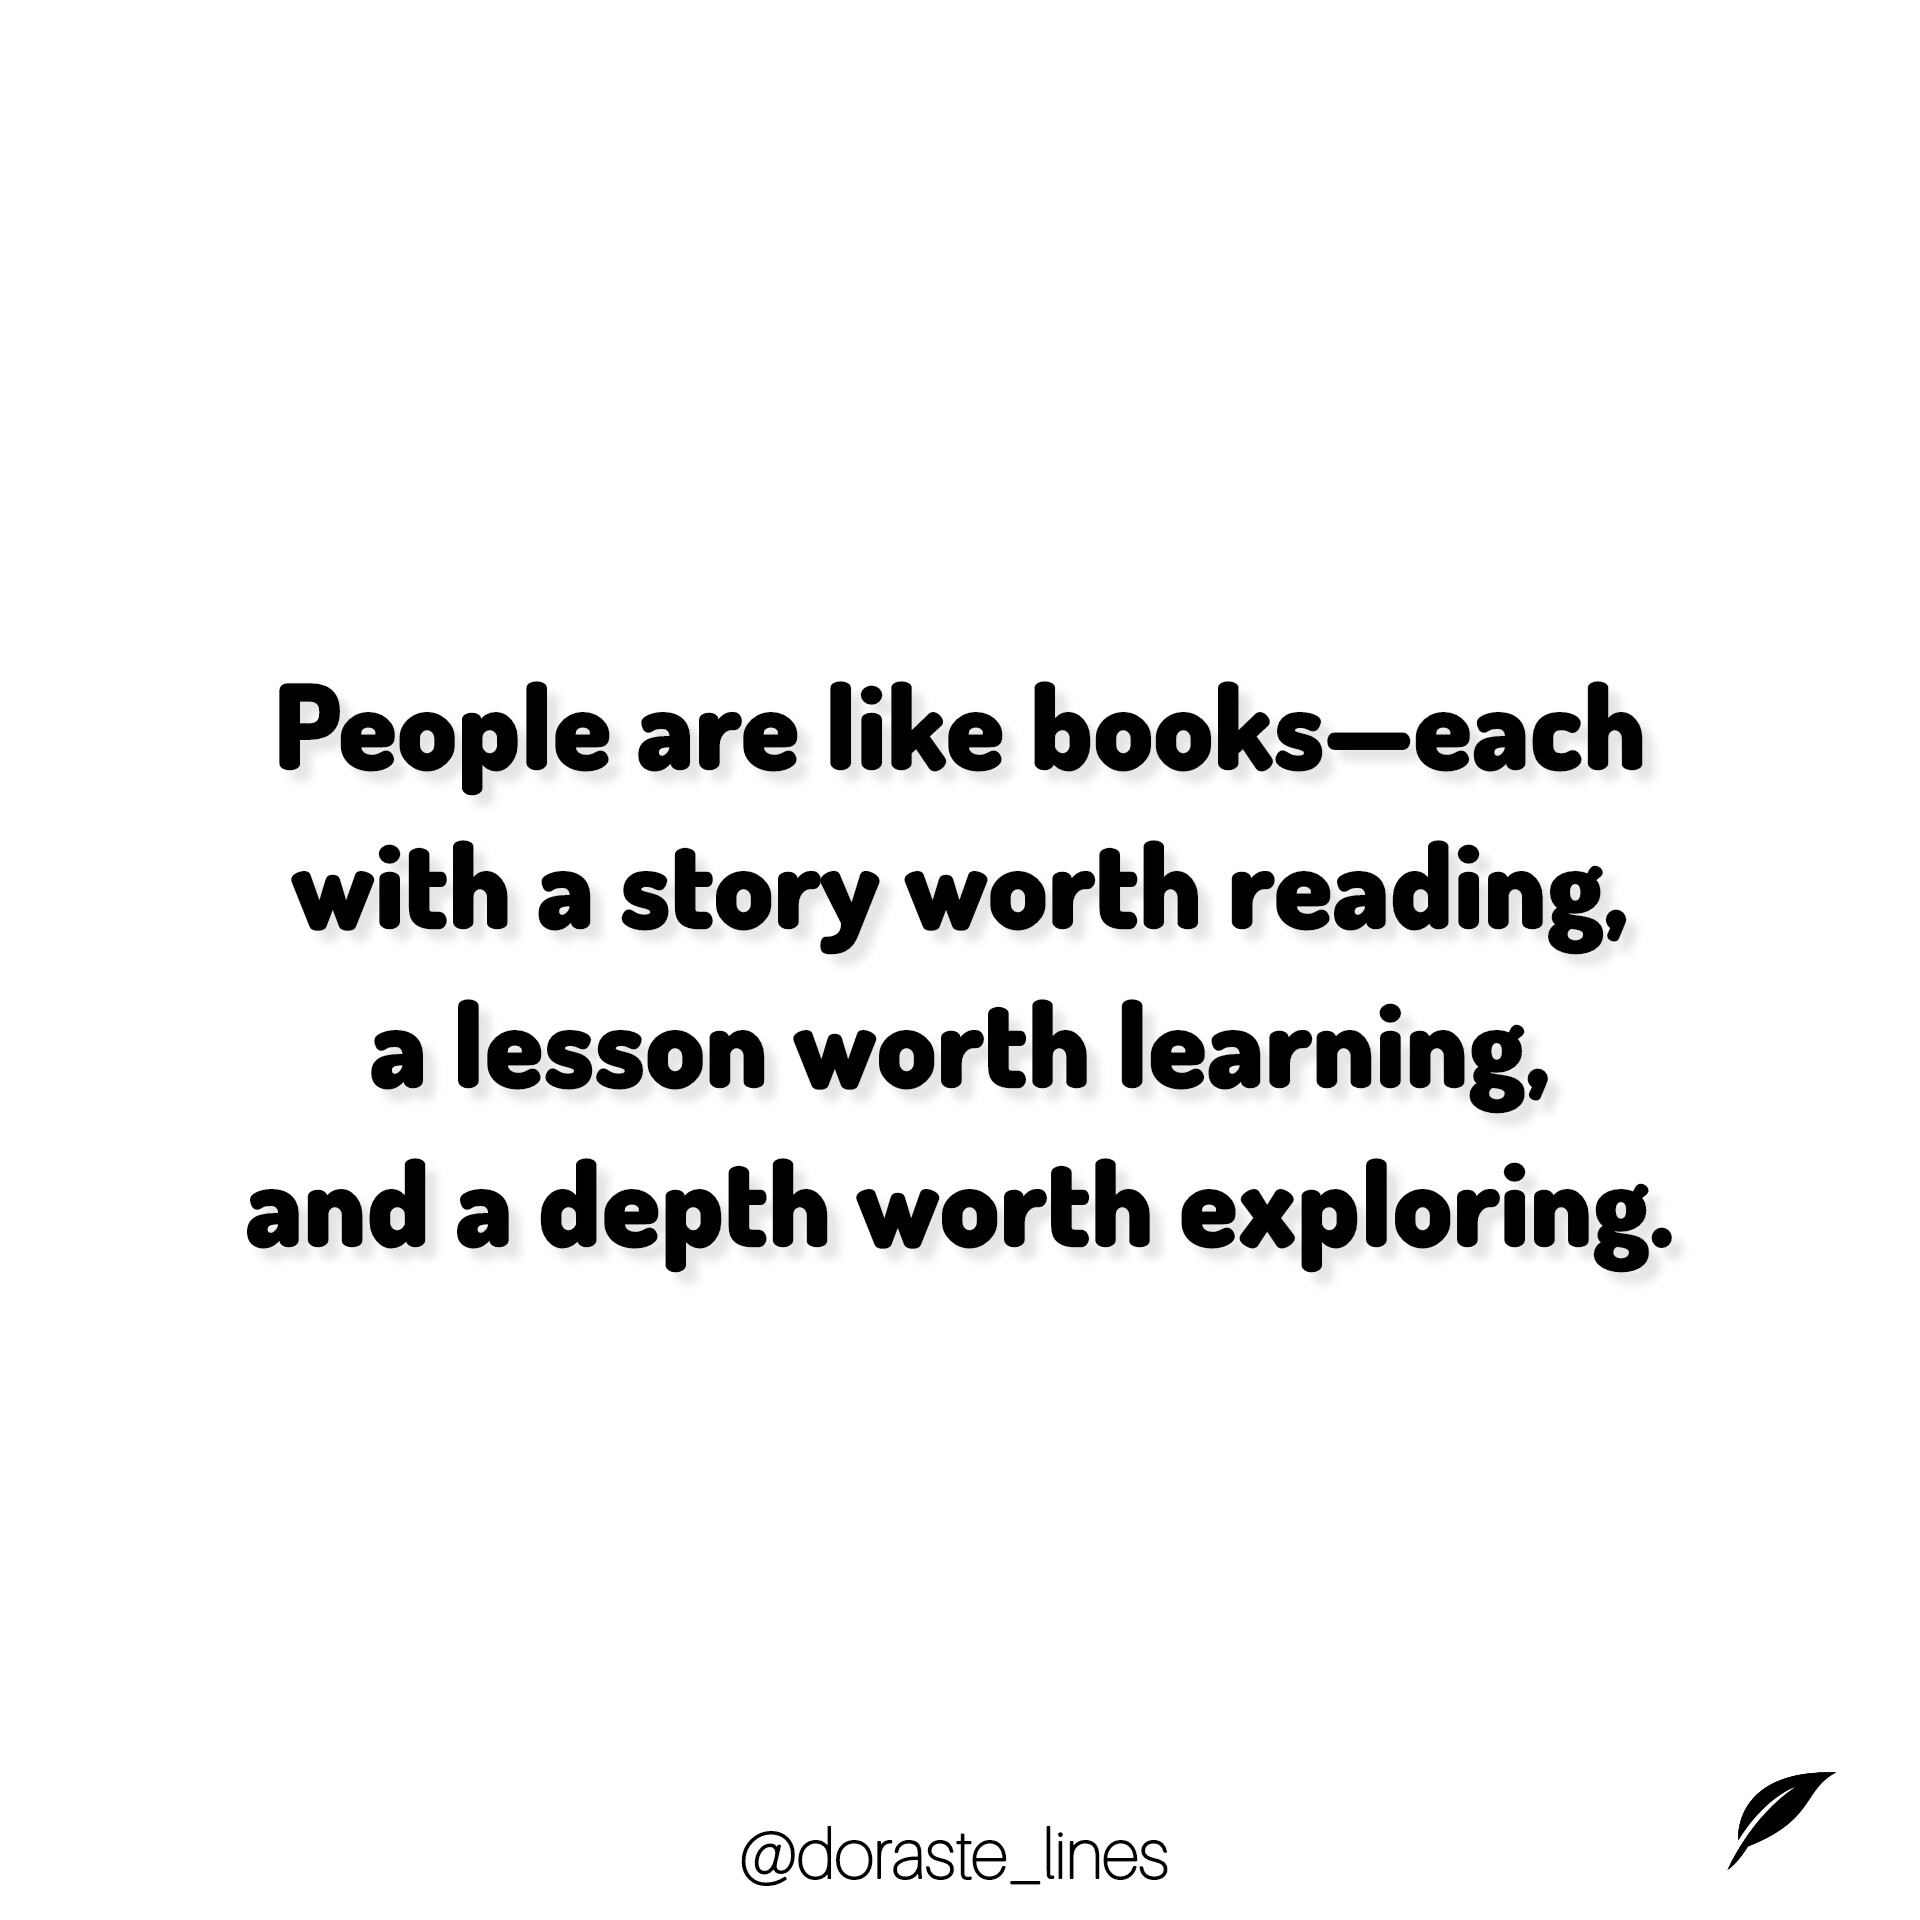 People are like books—each
with a story worth reading,
a lesson worth learning,
and a depth worth exploring.
@doraste_lines